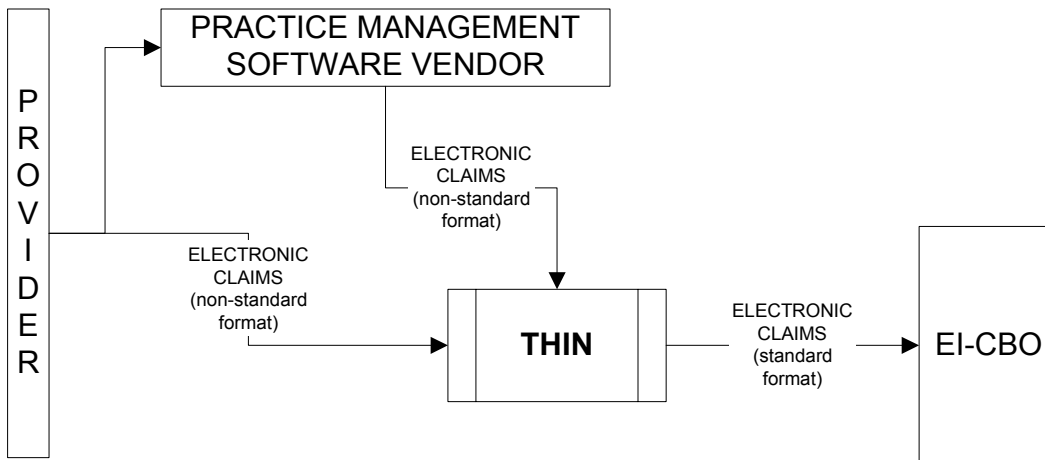 PROVIDER
PRACTICE MANAGEMENT
SOFTWARE VENDOR
ELECTRONIC
CLAIMS
(non-standard
format)
ELECTRONIC
CLAIMS
(non-standard
format)
THIN
ELECTRONIC
CLAIMS
(standard
format)
EI-CBO